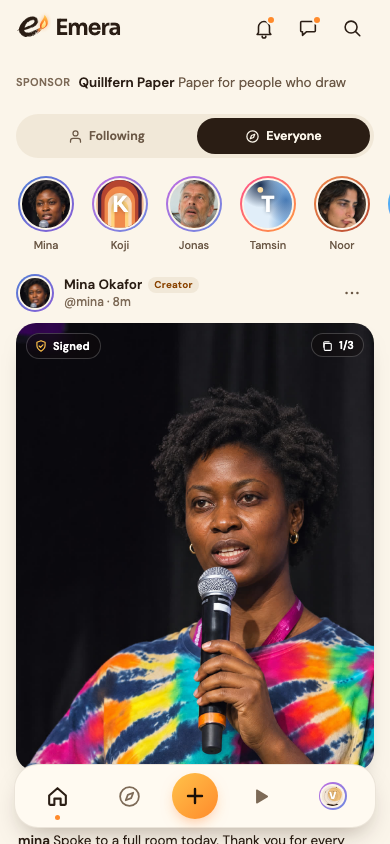 Emera
SPONSOR Quillfern Paper Paper for people who draw
Following Everyone
K T
Mina Koji Jonas Tamsin Noor
Mina Okafor Creator
@mina · 8m
Signed 1/3
V
mina Spoke to a full room today. Thank you for every